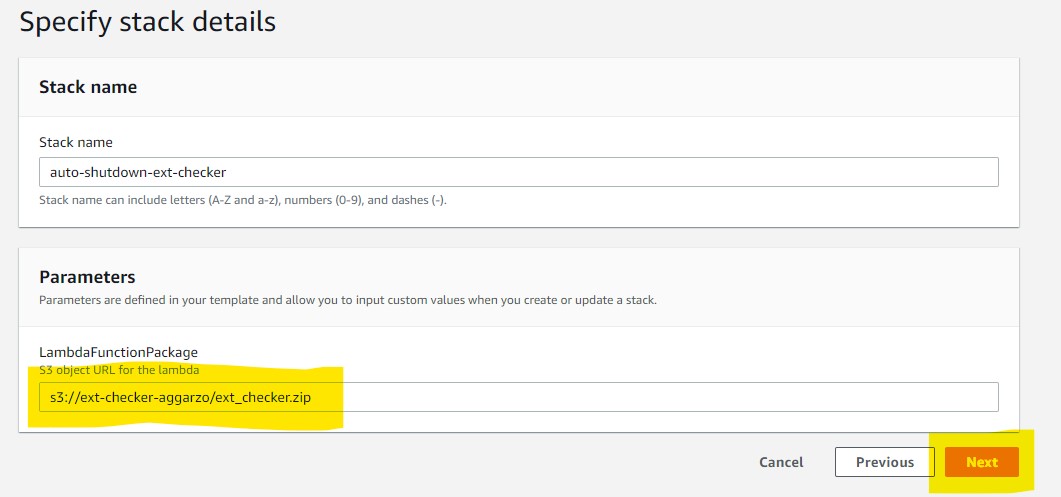 Specify stack details
Stack name
Stack name
auto-shutdown-ext-checker
Stack name can include letters (A-Z and a-z), numbers (0-9), and dashes (-).
Parameters
Parameters are defined in your template and allow you to input custom values when you create or update a stack.
LambdaFunctionPackage
S3 object URL for the lambda
s3://ext-checker-aggarzo/ext_checker.zip
Cancel Previous Next